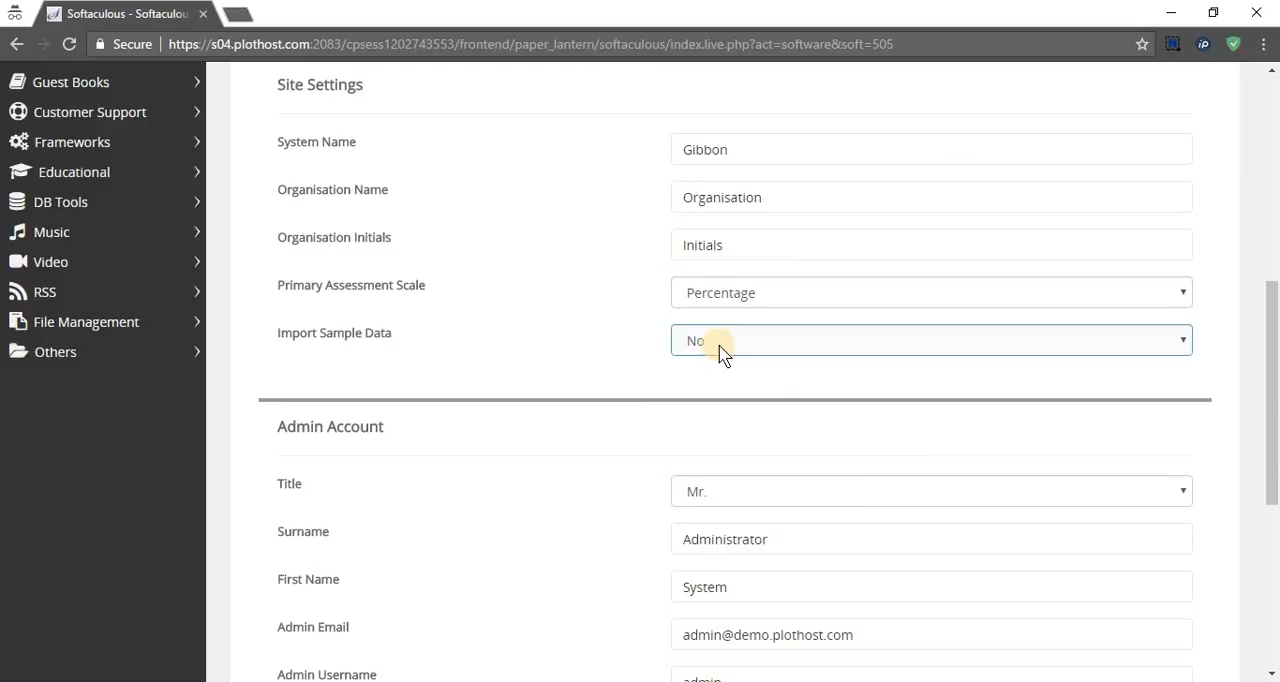 Softaculous - Softaculou
Secure https://s04.plothost.com:2083/cpsess1202743553/frontend/paper_lantern/softaculous/index.live.php?act=software&soft=505
Guest Books
Customer Support
Frameworks
Educational
DB Tools
Music
Video
RSS
File Management
Others
Site Settings
System Name
Gibbon
Organisation Name
Organisation
Organisation Initials
Initials
Primary Assessment Scale
Percentage
Import Sample Data
No
Admin Account
Title
Mr.
Surname
Administrator
First Name
System
Admin Email
admin@demo.plothost.com
Admin Username
admin